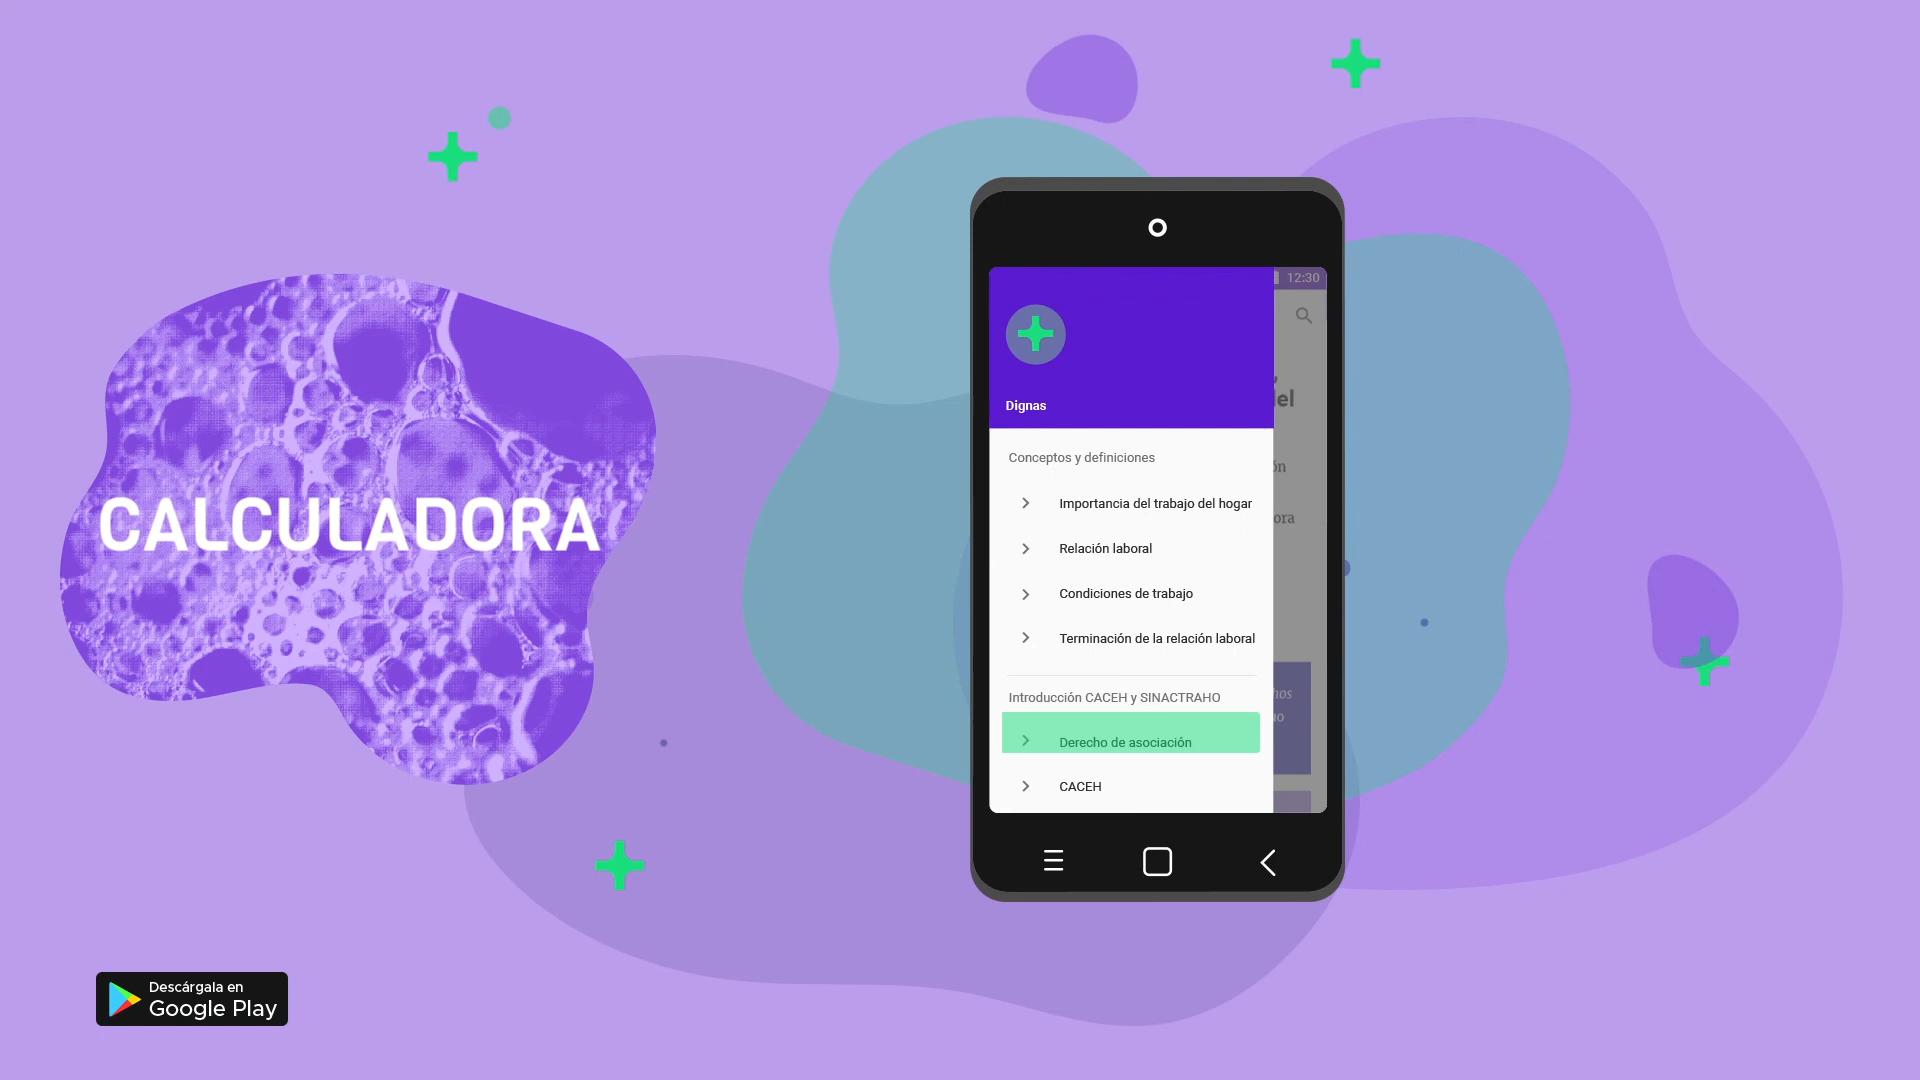 CALCULADORA
12:30
Dignas
Conceptos y definiciones
Importancia del trabajo del hogar
Relación laboral
Condiciones de trabajo
Terminación de la relación laboral
Introducción CACEH y SINACTRAHO
Derecho de asociación
CACEH
Descárgala en
Google Play